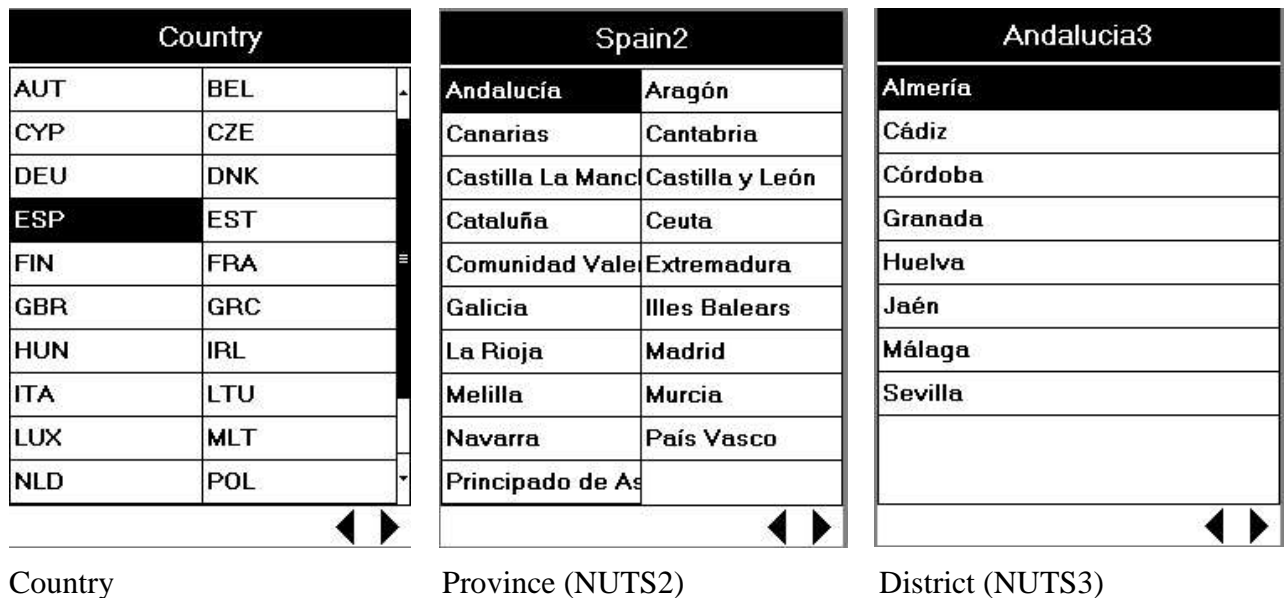 Country
AUT BEL
CYP CZE
DEU DNK
ESP EST
FIN FRA
GBR GRC
HUN IRL
ITA LTU
LUX MLT
NLD POL
Spain2
Andalucía Aragón
Canarias Cantabria
Castilla La Manch Castilla y León
Cataluña Ceuta
Comunidad Vale Extremadura
Galicia Illes Balears
La Rioja Madrid
Melilla Murcia
Navarra País Vasco
Principado de As
Andalucia3
Almería
Cádiz
Córdoba
Granada
Huelva
Jaén
Málaga
Sevilla
Country
Province (NUTS2)
District (NUTS3)